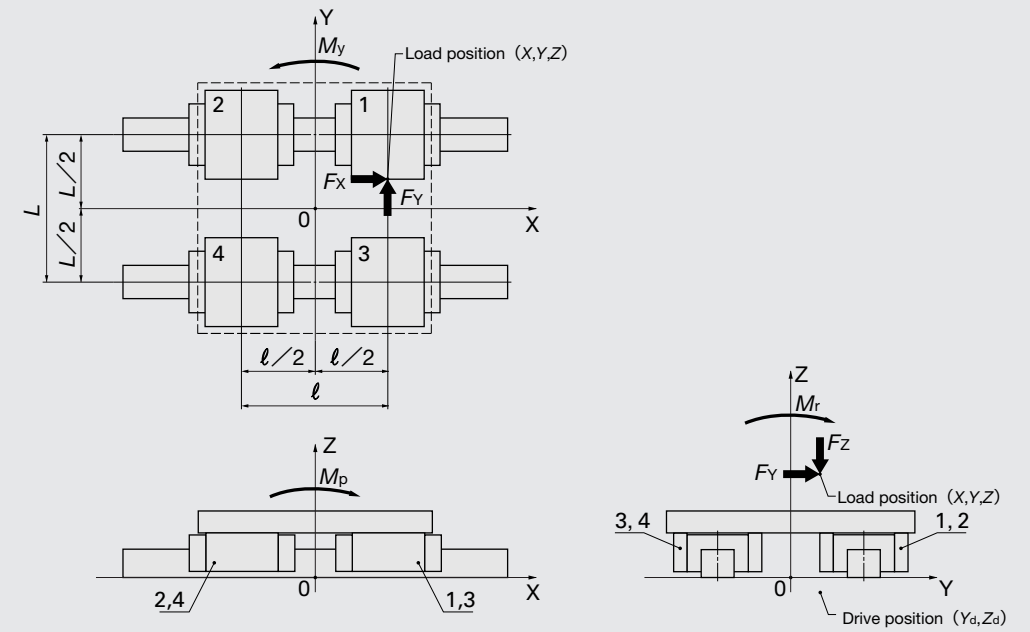 Y
My
Load position (X,Y,Z)
2
1
L/2
FX
FY
L
0
X
L/2
4
3
ℓ/2
ℓ/2
ℓ
Z
Mp
0
X
2,4
1,3
Z
Mr
FZ
FY
Load position (X,Y,Z)
3, 4
1, 2
0
Y
Drive position (Yd,Zd)